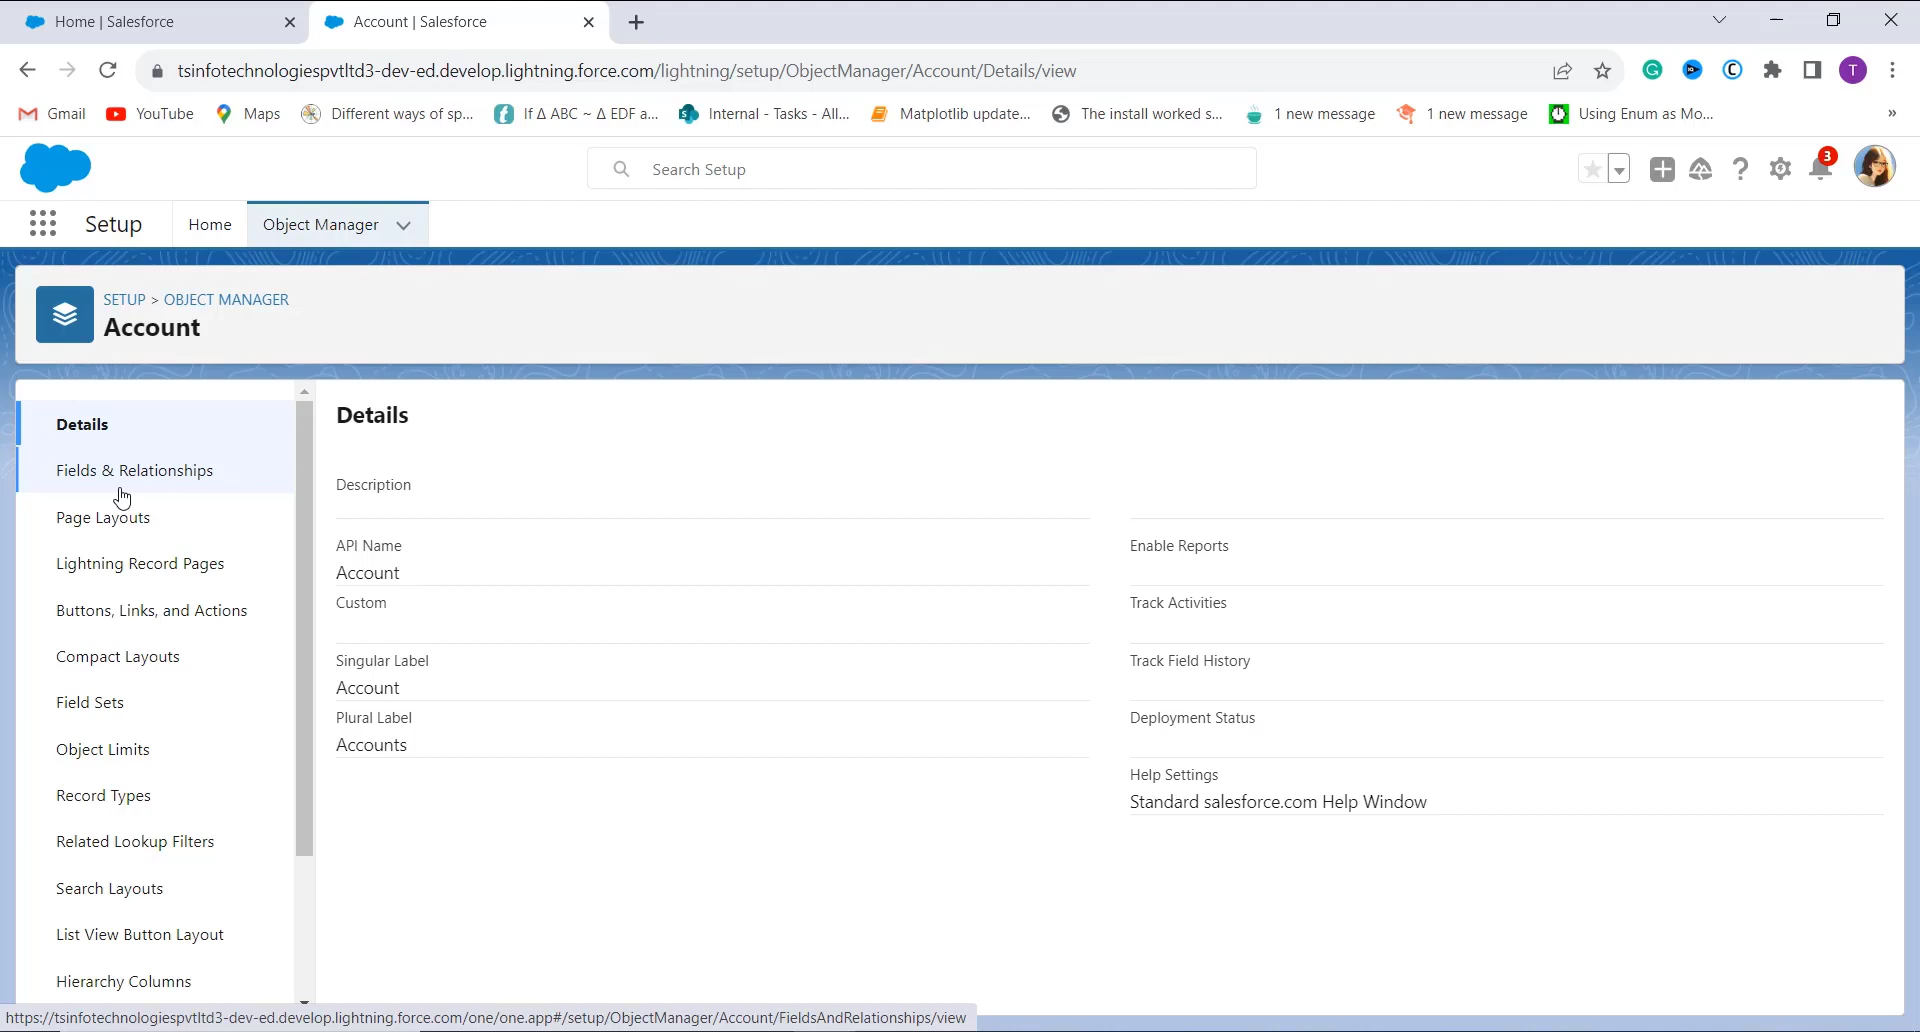 Home | Salesforce
Account | Salesforce
tsinfotechnologiespvtltd3-dev-ed.develop.lightning.force.com/lightning/setup/ObjectManager/Account/Details/view
T
Gmail
YouTube
Maps
Different ways of sp...
If Δ ABC ~ Δ EDF a...
Internal - Tasks - All...
Matplotlib update...
The install worked s...
1 new message
1 new message
Using Enum as Mo...
»
Search Setup
3
Setup
Home
Object Manager
SETUP > OBJECT MANAGER
Account
Details
Fields & Relationships
Page Layouts
Lightning Record Pages
Buttons, Links, and Actions
Compact Layouts
Field Sets
Object Limits
Record Types
Related Lookup Filters
Search Layouts
List View Button Layout
Hierarchy Columns
Details
Description
API Name
Account
Custom
Singular Label
Account
Plural Label
Accounts
Enable Reports
Track Activities
Track Field History
Deployment Status
Help Settings
Standard salesforce.com Help Window
https://tsinfotechnologiespvtltd3-dev-ed.develop.lightning.force.com/one/one.app#/setup/ObjectManager/Account/FieldsAndRelationships/view